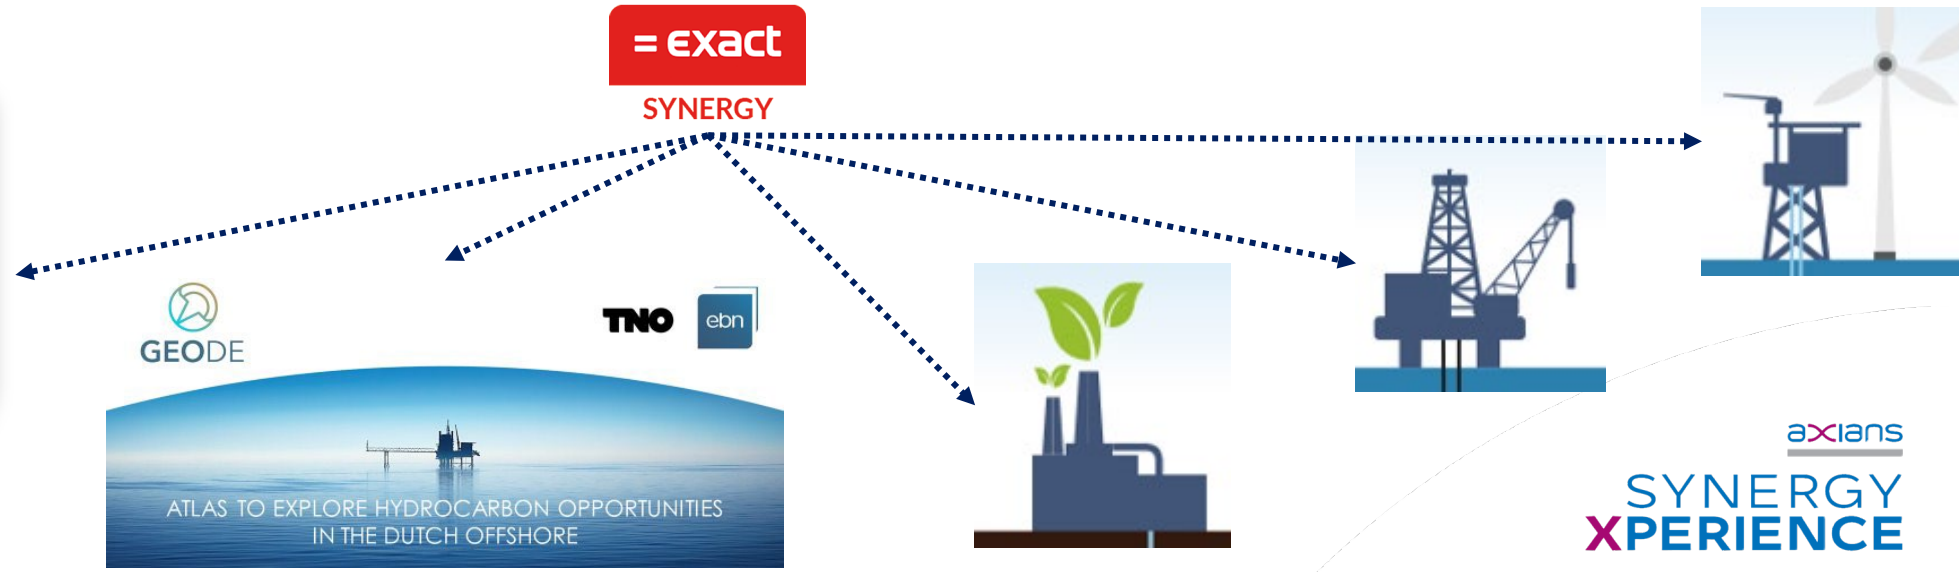 = exact
SYNERGY
GEODE
TNO
ebn
ATLAS TO EXPLORE HYDROCARBON OPPORTUNITIES
IN THE DUTCH OFFSHORE
axians
SYNERGY
XPERIENCE